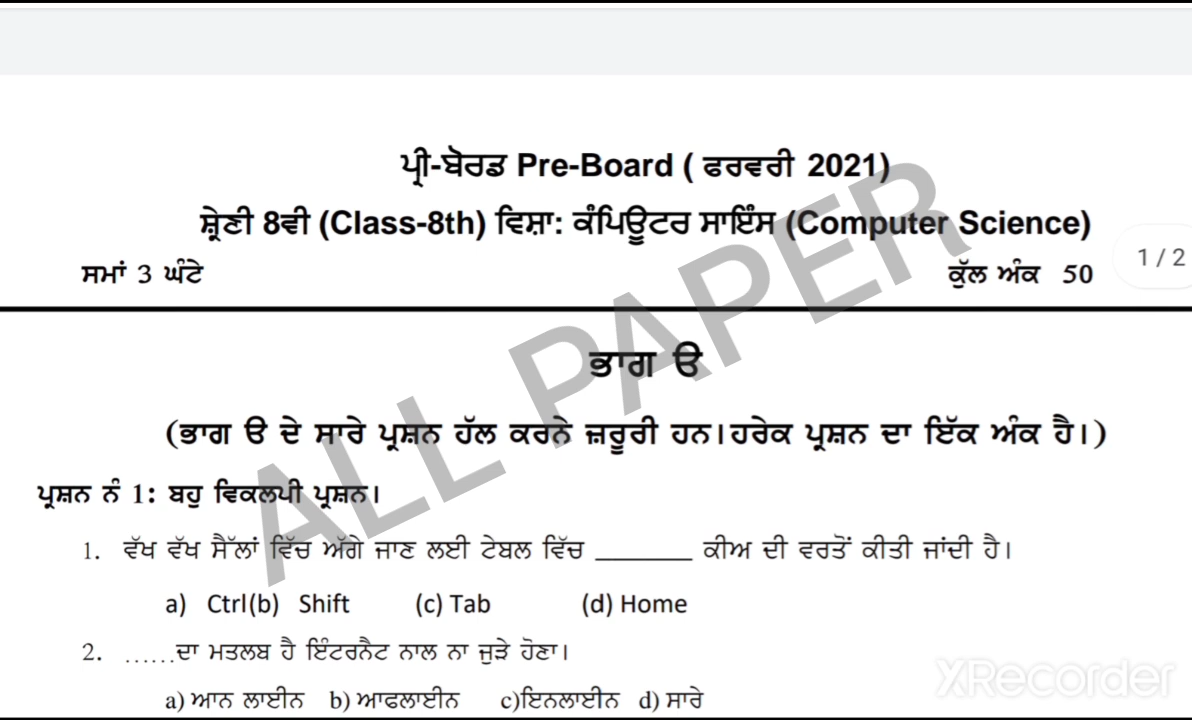 ਪ੍ਰੀ-ਬੋਰਡ Pre-Board ( ਫਰਵਰੀ 2021)
ਸ਼੍ਰੇਣੀ 8ਵੀ (Class-8th) ਵਿਸ਼ਾ: ਕੰਪਿਊਟਰ ਸਾਇੰਸ (Computer Science)
1 / 2
ਸਮਾਂ 3 ਘੰਟੇ ਕੁੱਲ ਅੰਕ 50
ALL PAPER
ਭਾਗ ੳ
(ਭਾਗ ੳ ਦੇ ਸਾਰੇ ਪ੍ਰਸ਼ਨ ਹੱਲ ਕਰਨੇ ਜ਼ਰੂਰੀ ਹਨ।ਹਰੇਕ ਪ੍ਰਸ਼ਨ ਦਾ ਇੱਕ ਅੰਕ ਹੈ।)
ਪ੍ਰਸ਼ਨ ਨੰ 1: ਬਹੁ ਵਿਕਲਪੀ ਪ੍ਰਸ਼ਨ।
1. ਵੱਖ ਵੱਖ ਸੈੱਲਾਂ ਵਿੱਚ ਅੱਗੇ ਜਾਣ ਲਈ ਟੇਬਲ ਵਿੱਚ ________ ਕੀਅ ਦੀ ਵਰਤੋਂ ਕੀਤੀ ਜਾਂਦੀ ਹੈ।
a) Ctrl(b) Shift (c) Tab (d) Home
2. ......ਦਾ ਮਤਲਬ ਹੈ ਇੰਟਰਨੈਟ ਨਾਲ ਨਾ ਜੁੜੇ ਹੋਣਾ।
a) ਆਨ ਲਾਈਨ b) ਆਫਲਾਈਨ c)ਇਨਲਾਈਨ d) ਸਾਰੇ
XRecorder